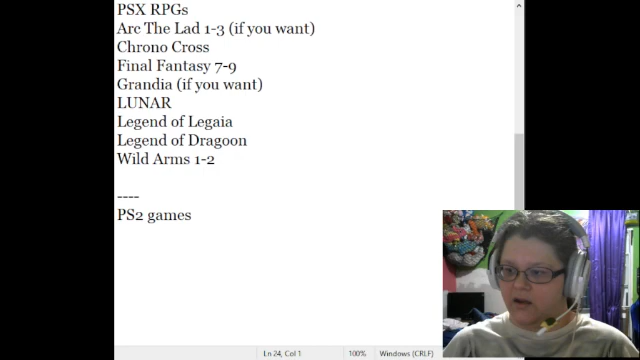 PSX RPGs
Arc The Lad 1-3 (if you want)
Chrono Cross
Final Fantasy 7-9
Grandia (if you want)
LUNAR
Legend of Legaia
Legend of Dragoon
Wild Arms 1-2
----
PS2 games
Ln 24, Col 1
100%
Windows (CRLF)